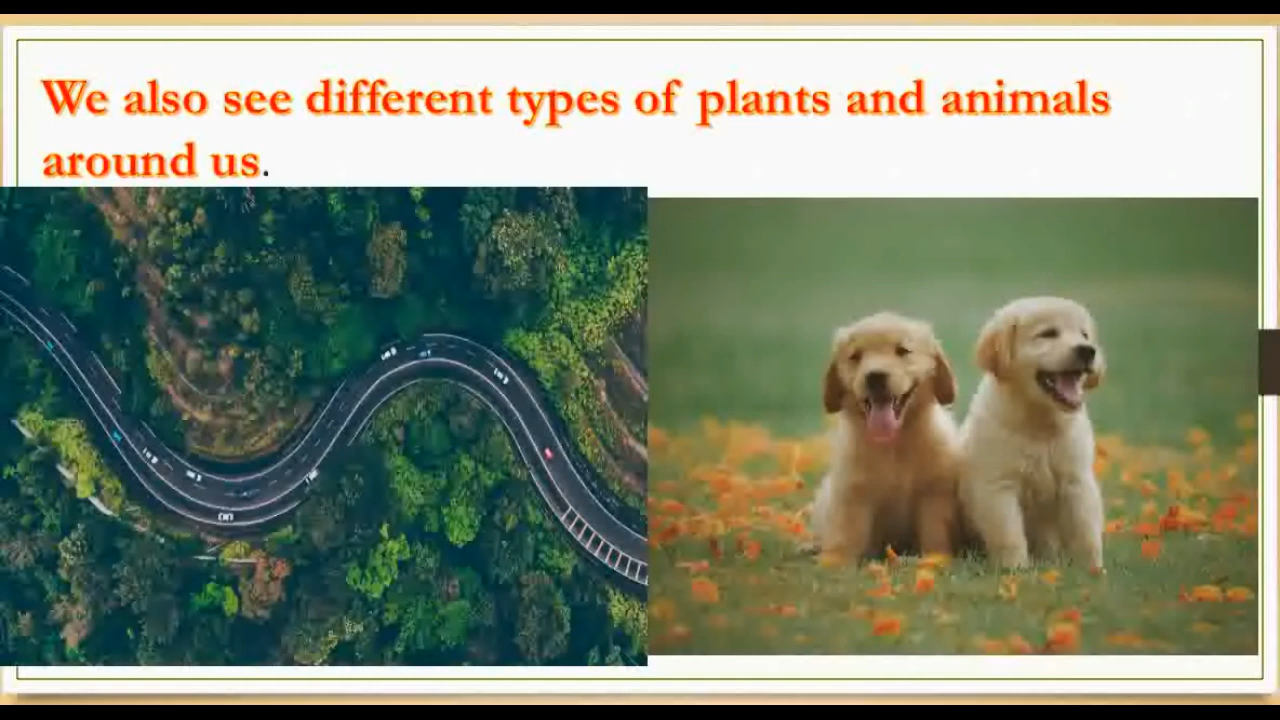 We also see different types of plants and animals
around us.